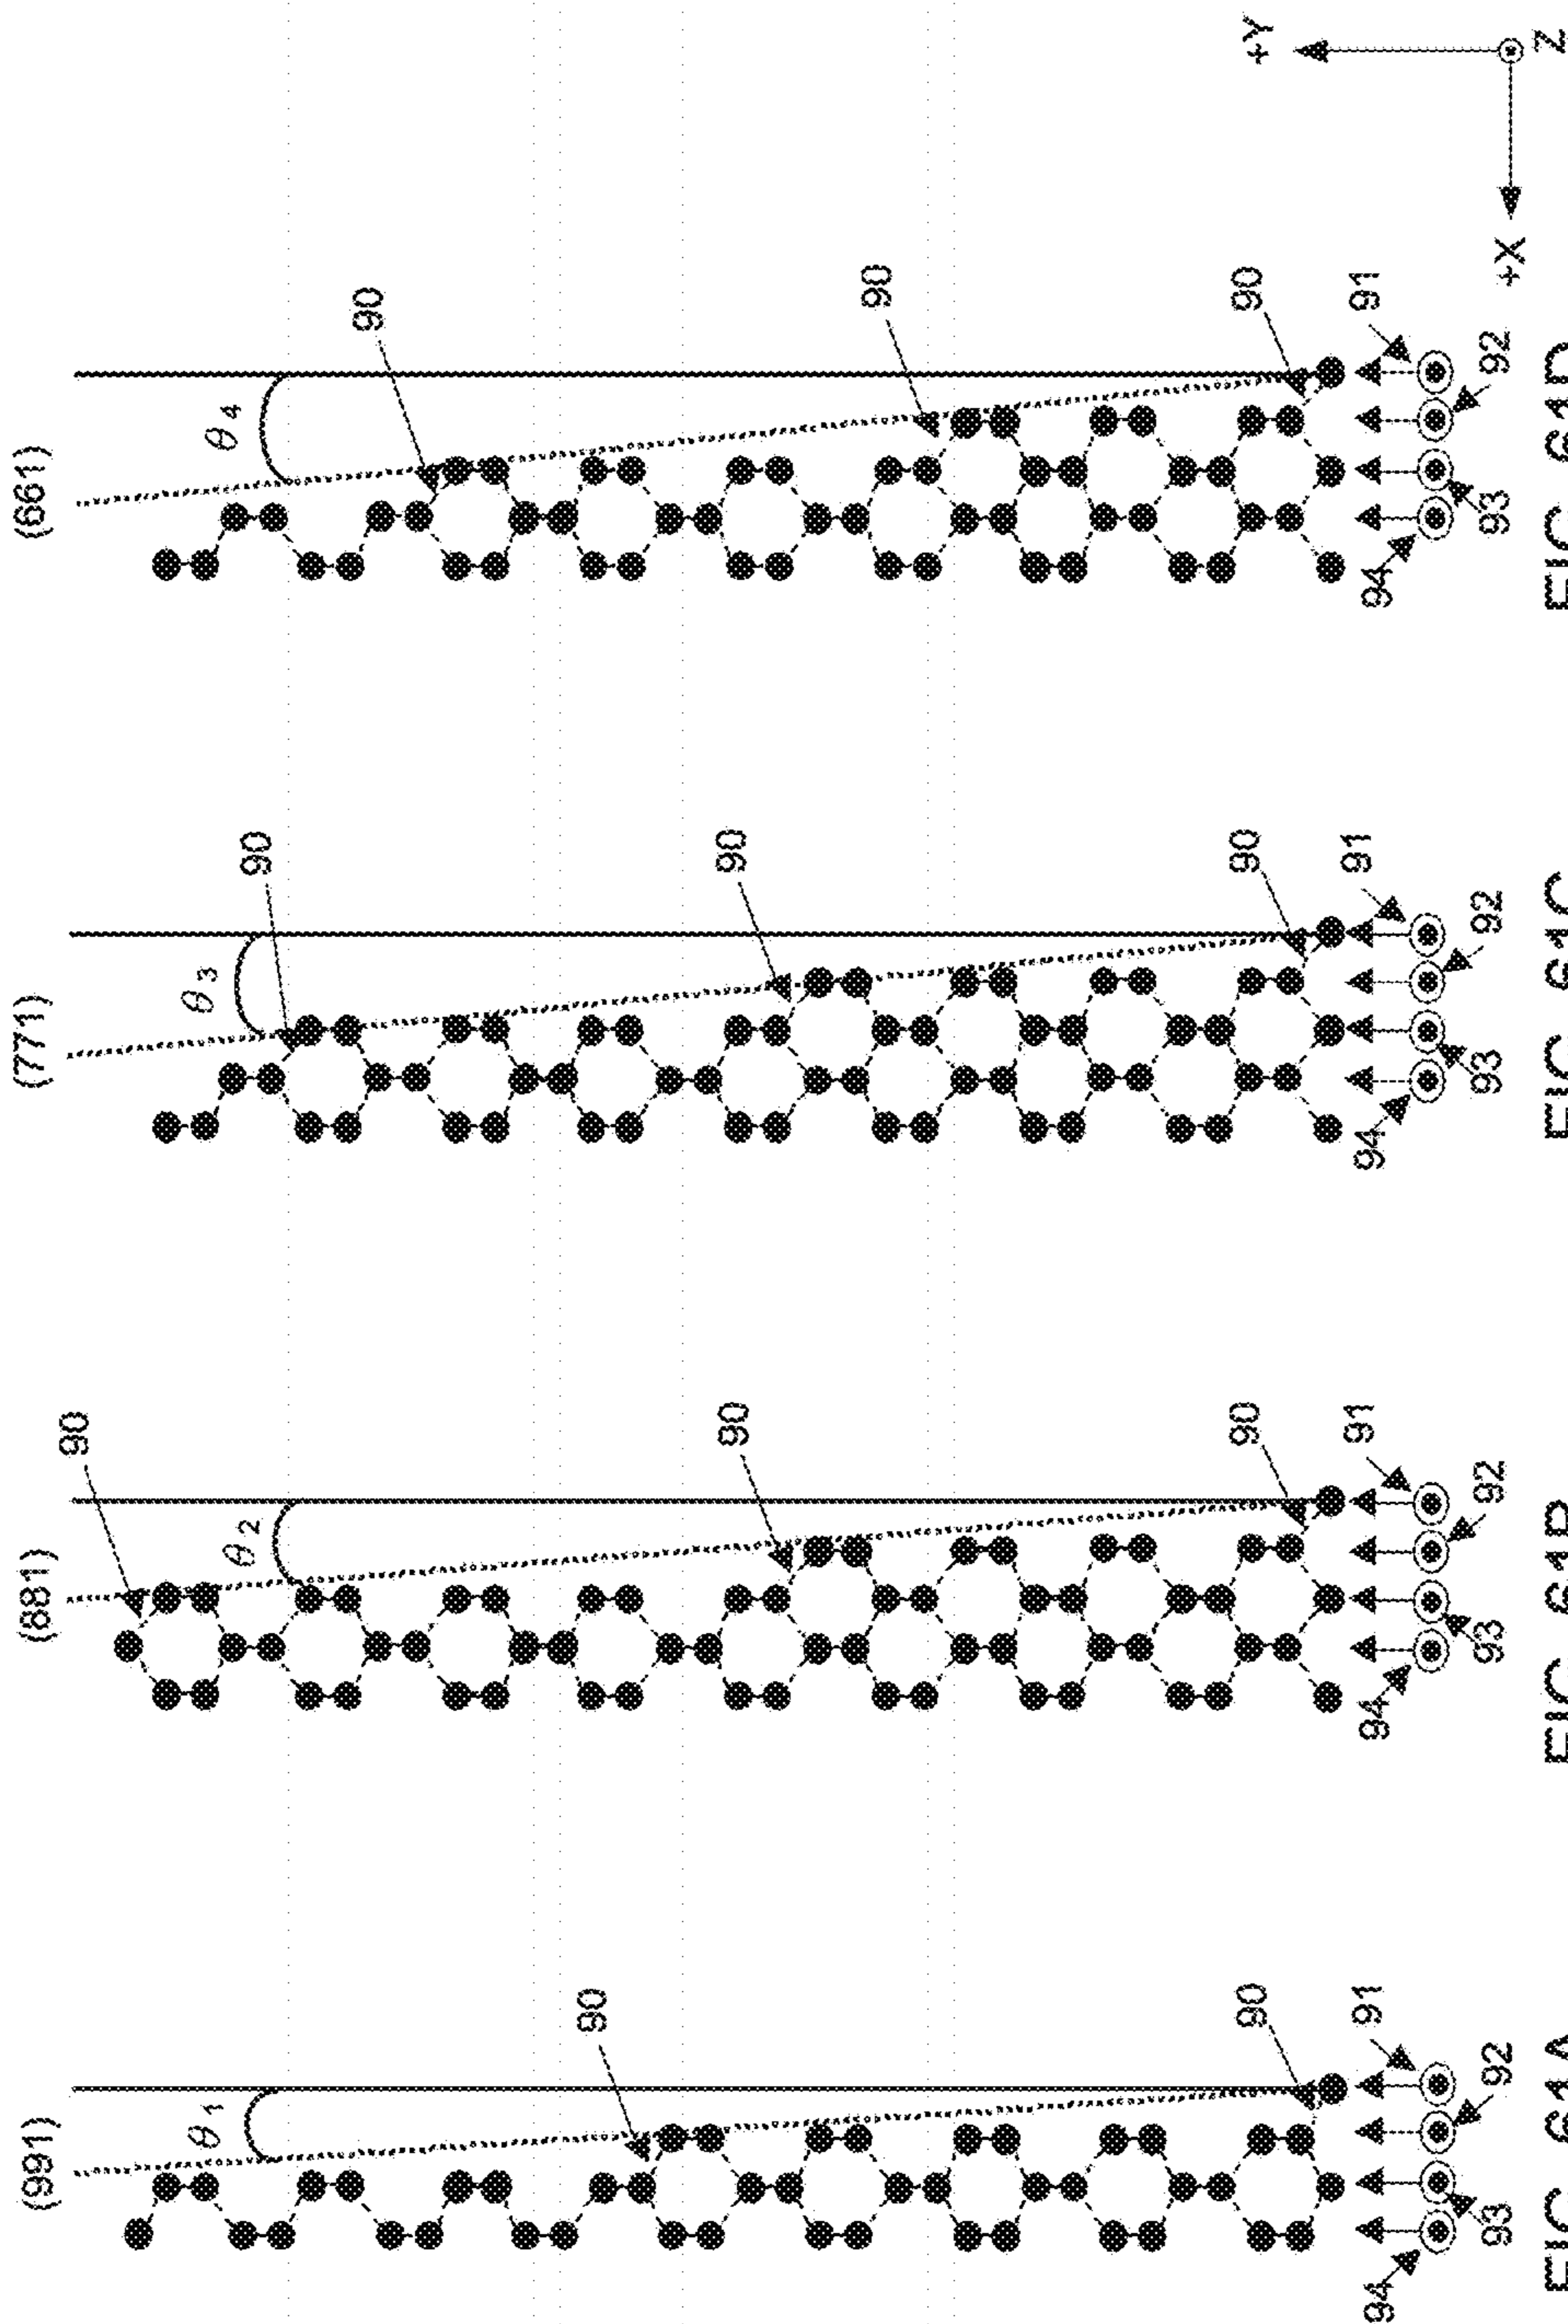 (991)
θ1
90
90
91
92
93
94
FIG. 61A
(881)
θ2
90
90
90
91
92
93
94
FIG. 61B
(771)
θ3
90
90
90
91
92
93
94
FIG. 61C
(661)
θ4
90
90
90
91
92
93
94
FIG. 61D
+Y
+X
Z